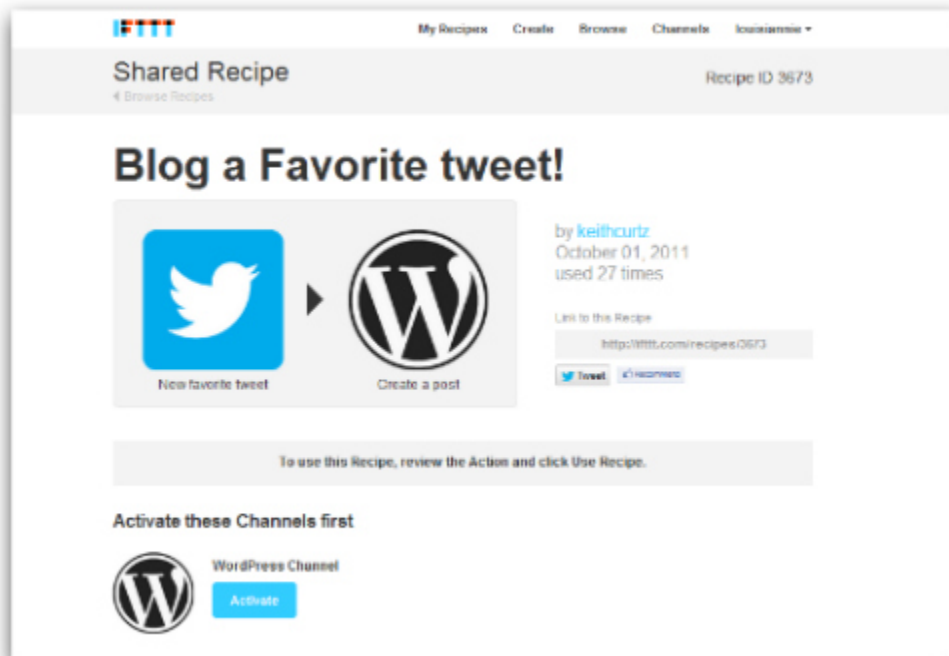 IFTTT
My Recipes Create Browse Channels louisiannie
Shared Recipe
Recipe ID 3673
Browse Recipes
Blog a Favorite tweet!
by keithcurtz
October 01, 2011
used 27 times
Link to this Recipe
http://ifttt.com/recipes/3673
Tweet Recommend
New favorite tweet
Create a post
To use this Recipe, review the Action and click Use Recipe.
Activate these Channels first
WordPress Channel
Activate